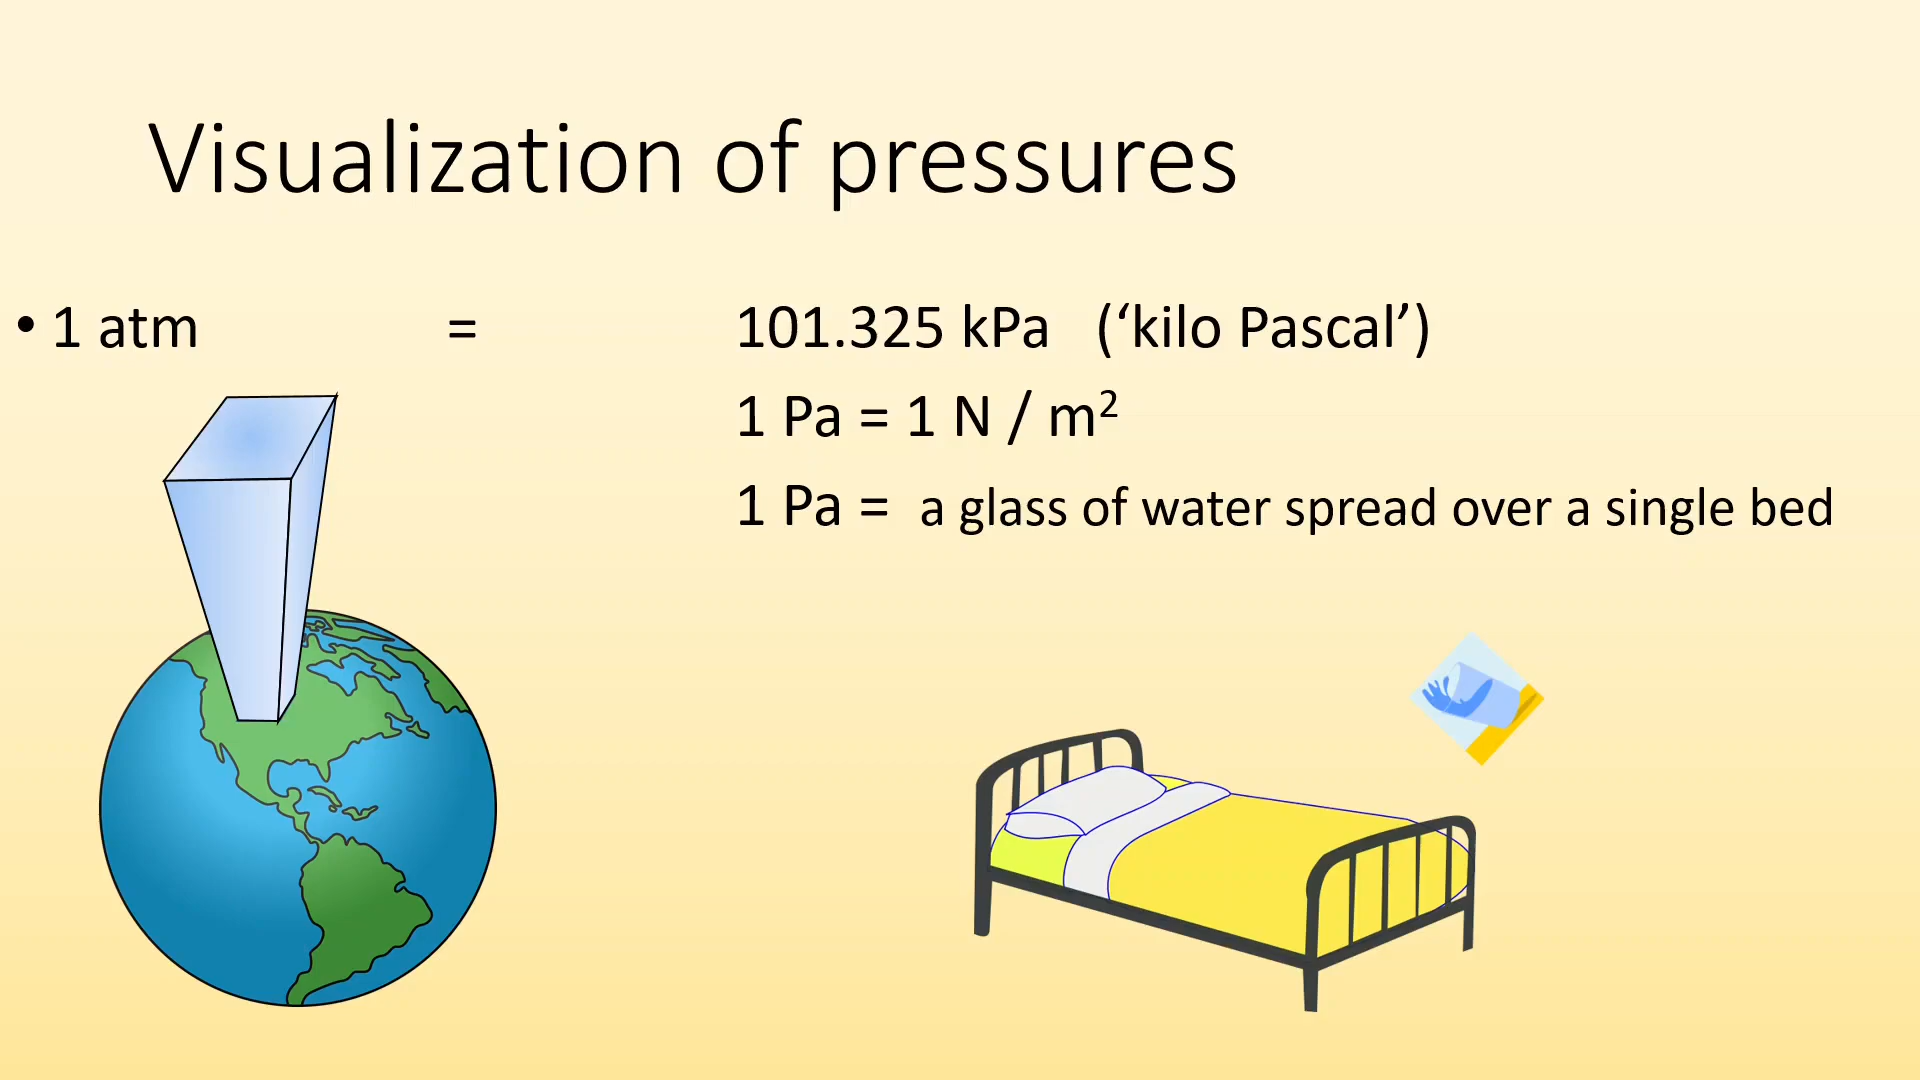 Visualization of pressures
• 1 atm = 101.325 kPa (‘kilo Pascal’)
1 Pa = 1 N / m²
1 Pa = a glass of water spread over a single bed